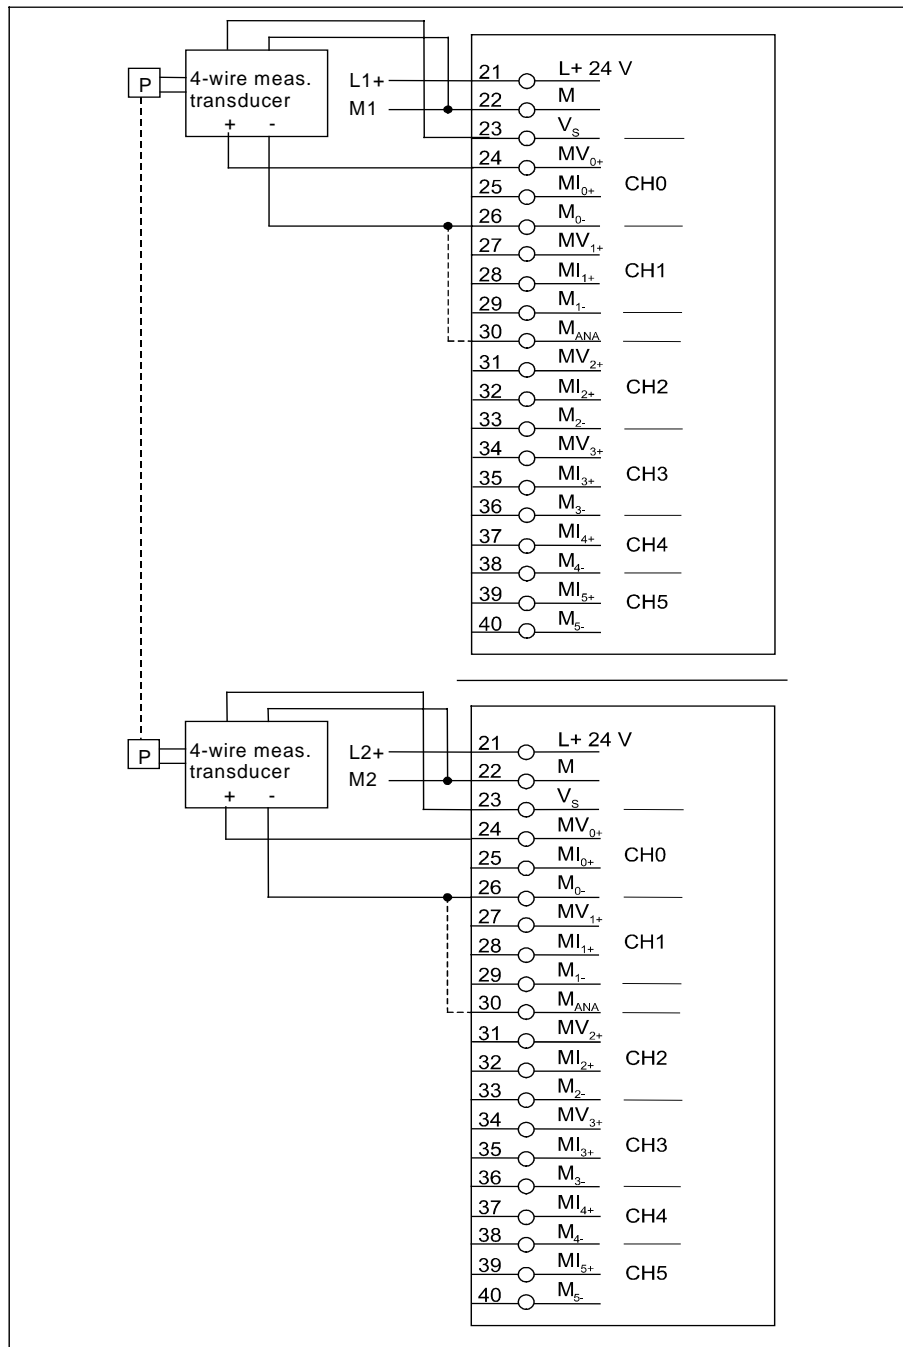 4-wire meas.
transducer
+ -
P
L1+
M1
21 L+ 24 V
22 M
23 Vₛ
24 MV₀₊
25 MI₀₊ CH0
26 M₀₋
27 MV₁₊
28 MI₁₊ CH1
29 M₁₋
30 M_ANA
31 MV₂₊
32 MI₂₊ CH2
33 M₂₋
34 MV₃₊
35 MI₃₊ CH3
36 M₃₋
37 MI₄₊ CH4
38 M₄₋
39 MI₅₊ CH5
40 M₅₋
4-wire meas.
transducer
+ -
P
L2+
M2
21 L+ 24 V
22 M
23 Vₛ
24 MV₀₊
25 MI₀₊ CH0
26 M₀₋
27 MV₁₊
28 MI₁₊ CH1
29 M₁₋
30 M_ANA
31 MV₂₊
32 MI₂₊ CH2
33 M₂₋
34 MV₃₊
35 MI₃₊ CH3
36 M₃₋
37 MI₄₊ CH4
38 M₄₋
39 MI₅₊ CH5
40 M₅₋